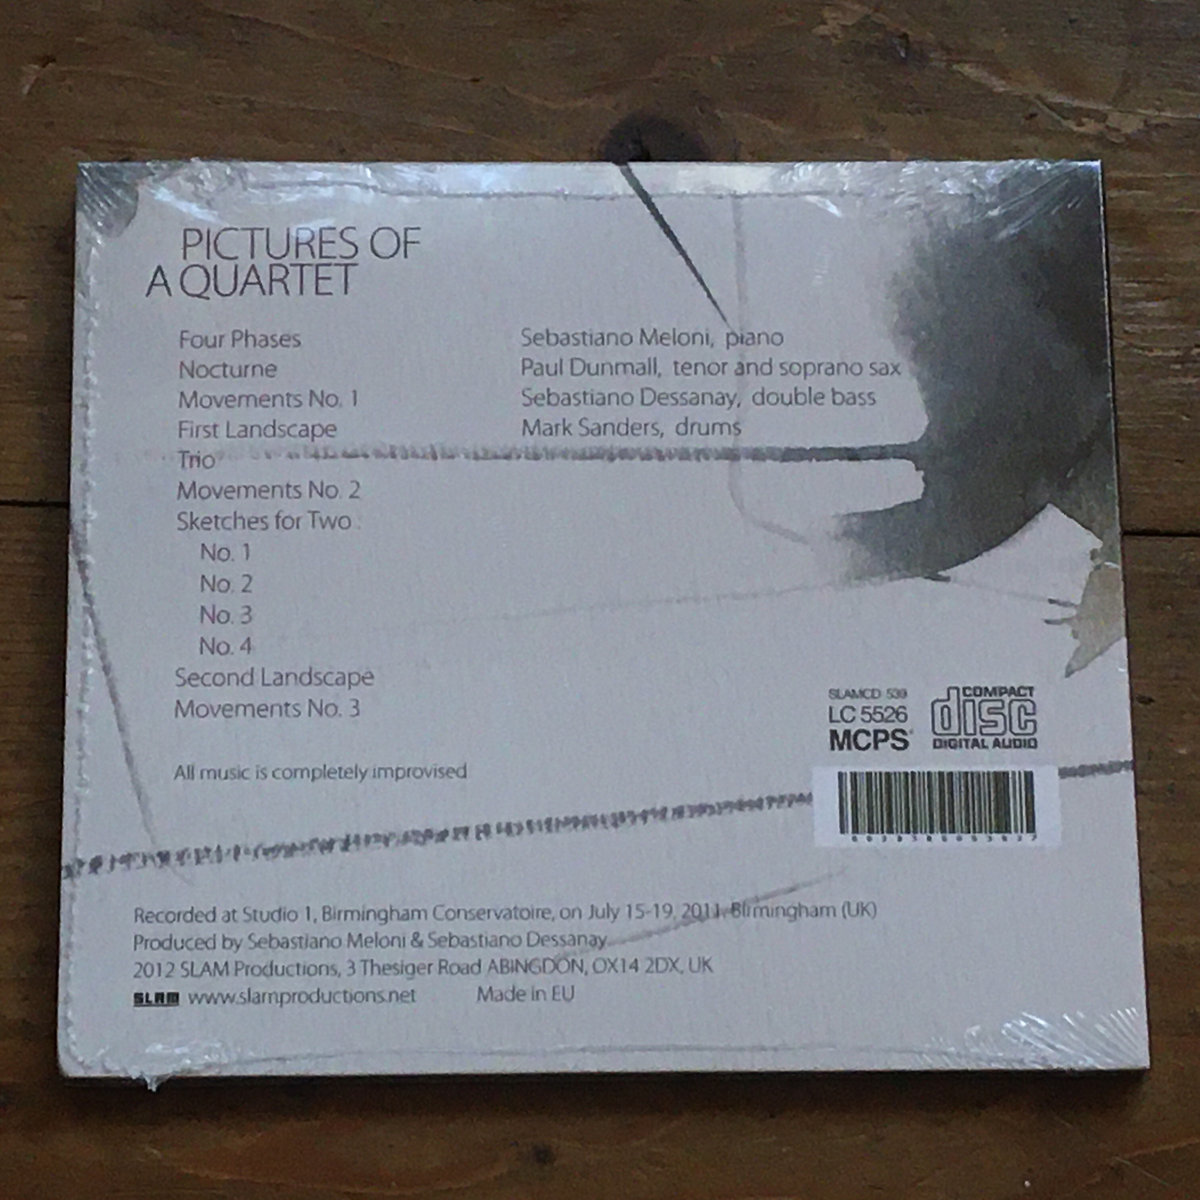 PICTURES OF
A QUARTET
Four Phases
Nocturne
Movements No. 1
First Landscape
Trio
Movements No. 2
Sketches for Two :
No. 1
No. 2
No. 3
No. 4
Second Landscape
Movements No. 3
Sebastiano Meloni, piano
Paul Dunmall, tenor and soprano sax
Sebastiano Dessanay, double bass
Mark Sanders, drums
All music is completely improvised
SLAMCD 539
LC 5526
MCPS
COMPACT
disc
DIGITAL AUDIO
Recorded at Studio 1, Birmingham Conservatoire, on July 15-19, 2011, Birmingham (UK)
Produced by Sebastiano Meloni & Sebastiano Dessanay
2012 SLAM Productions, 3 Thesiger Road ABINGDON, OX14 2DX, UK
SLAM www.slamproductions.net Made in EU